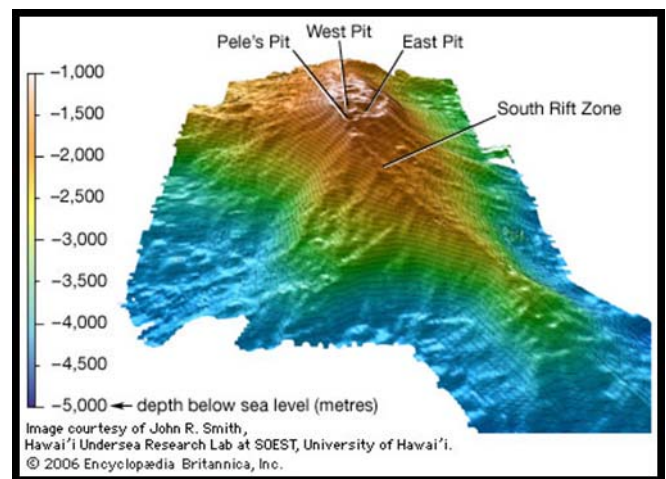 West Pit
Pele's Pit
East Pit
South Rift Zone
−1,000
−1,500
−2,000
−2,500
−3,000
−3,500
−4,000
−4,500
−5,000 ← depth below sea level (metres)
Image courtesy of John R. Smith,
Hawai'i Undersea Research Lab at SOEST, University of Hawai'i.
© 2006 Encyclopædia Britannica, Inc.